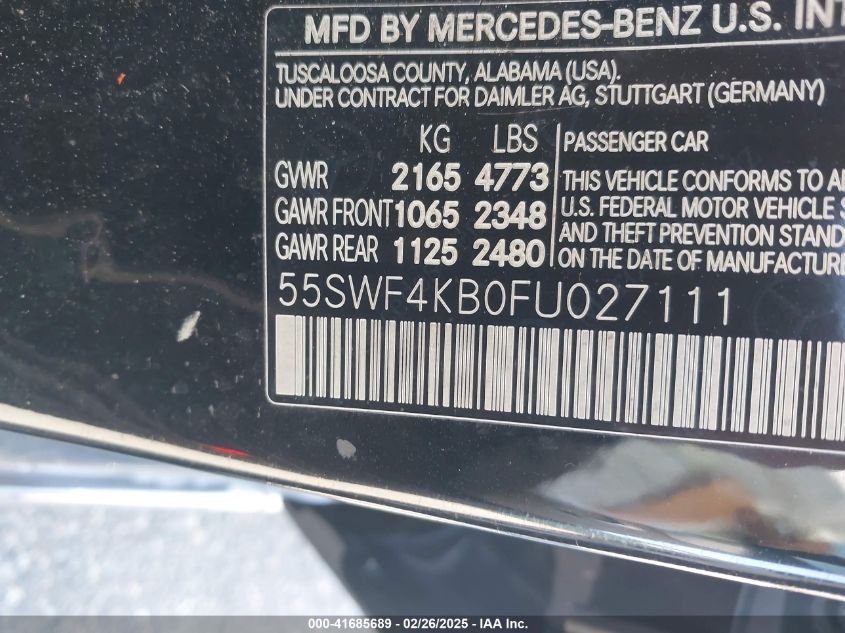 MFD BY MERCEDES-BENZ U.S. INT
TUSCALOOSA COUNTY, ALABAMA (USA).
UNDER CONTRACT FOR DAIMLER AG, STUTTGART (GERMANY)
KG LBS
GVWR 2165 4773
GAWR FRONT 1065 2348
GAWR REAR 1125 2480
PASSENGER CAR
THIS VEHICLE CONFORMS TO
U.S. FEDERAL MOTOR VEHICLE
AND THEFT PREVENTION STAND
ON THE DATE OF MANUFACTURE
55SWF4KB0FU027111
000-41685689 - 02/26/2025 - IAA Inc.